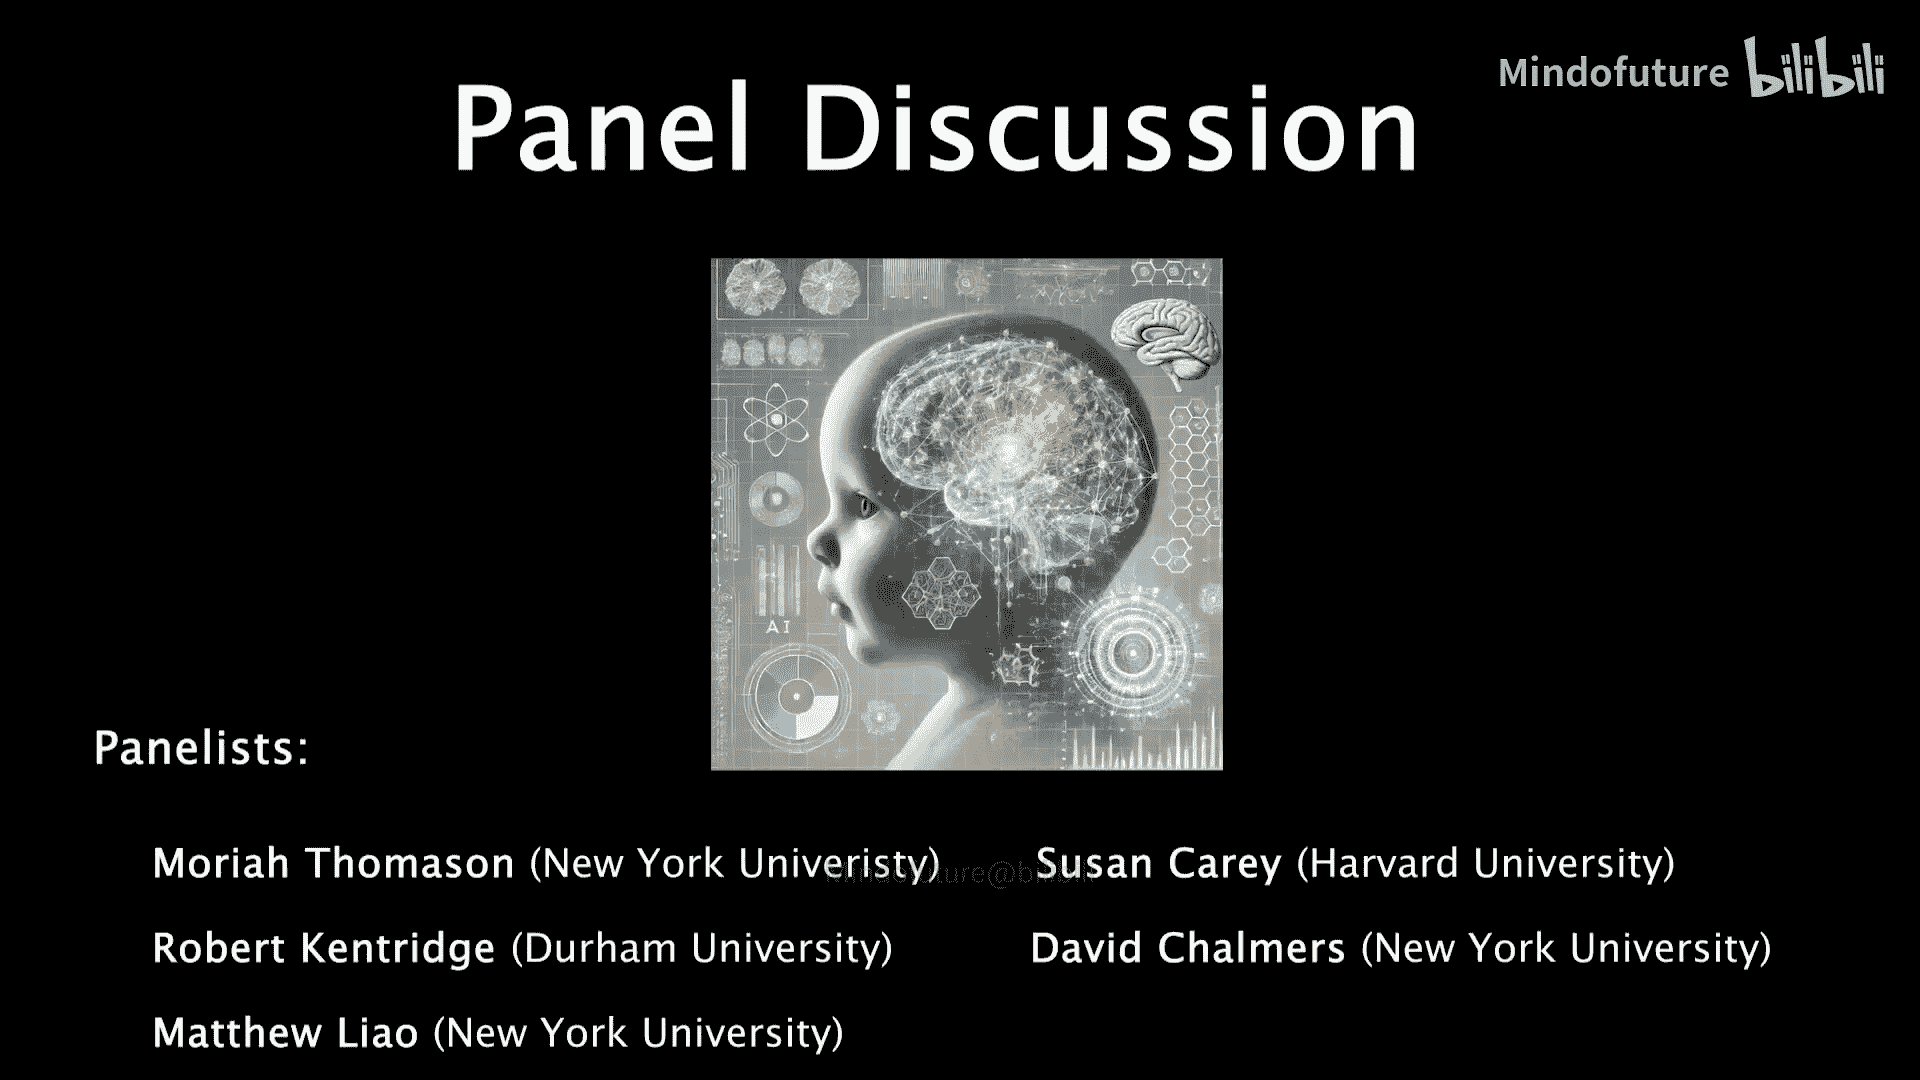 Mindofuture bilibili
Panel Discussion
AI
Panelists:
Moriah Thomason (New York Univeristy)
Susan Carey (Harvard University)
Robert Kentridge (Durham University)
David Chalmers (New York University)
Matthew Liao (New York University)